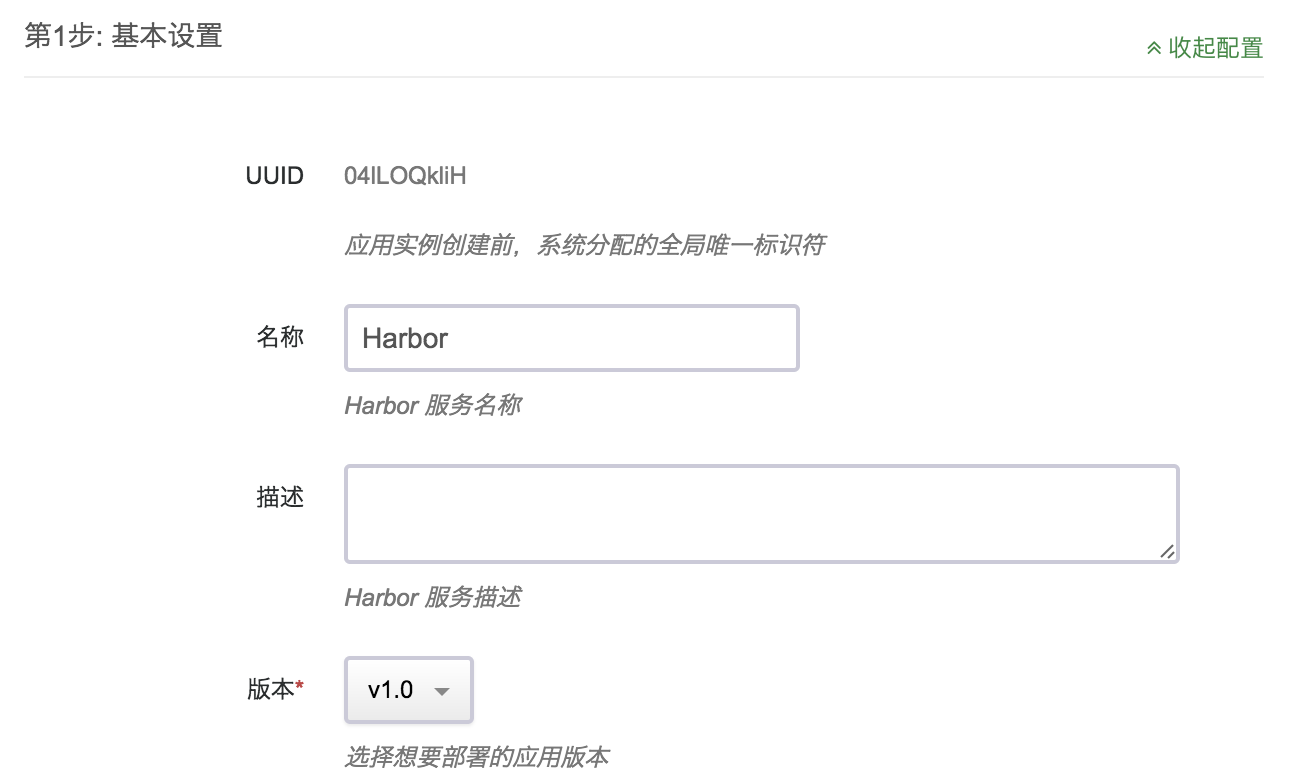 第1步: 基本设置
收起配置
UUID 04ILOQkliH
应用实例创建前，系统分配的全局唯一标识符
名称 Harbor
Harbor 服务名称
描述
Harbor 服务描述
版本* v1.0
选择想要部署的应用版本